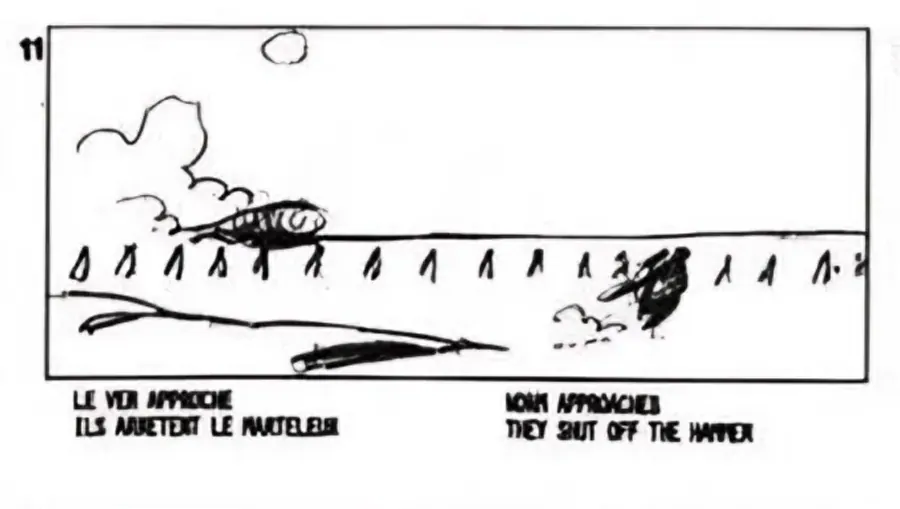 11
LE VER APPROCHE
ILS ARRETENT LE MARTELEUR
WORM APPROACHES
THEY SHUT OFF THE HAMMER